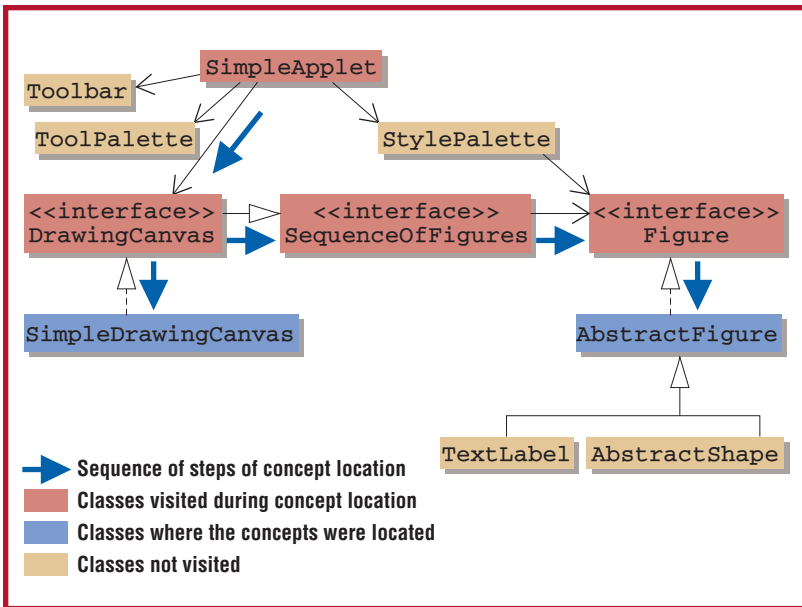 SimpleApplet
Toolbar
ToolPalette
StylePalette
<<interface>>
DrawingCanvas
<<interface>>
SequenceOfFigures
<<interface>>
Figure
SimpleDrawingCanvas
AbstractFigure
TextLabel
AbstractShape
Sequence of steps of concept location
Classes visited during concept location
Classes where the concepts were located
Classes not visited